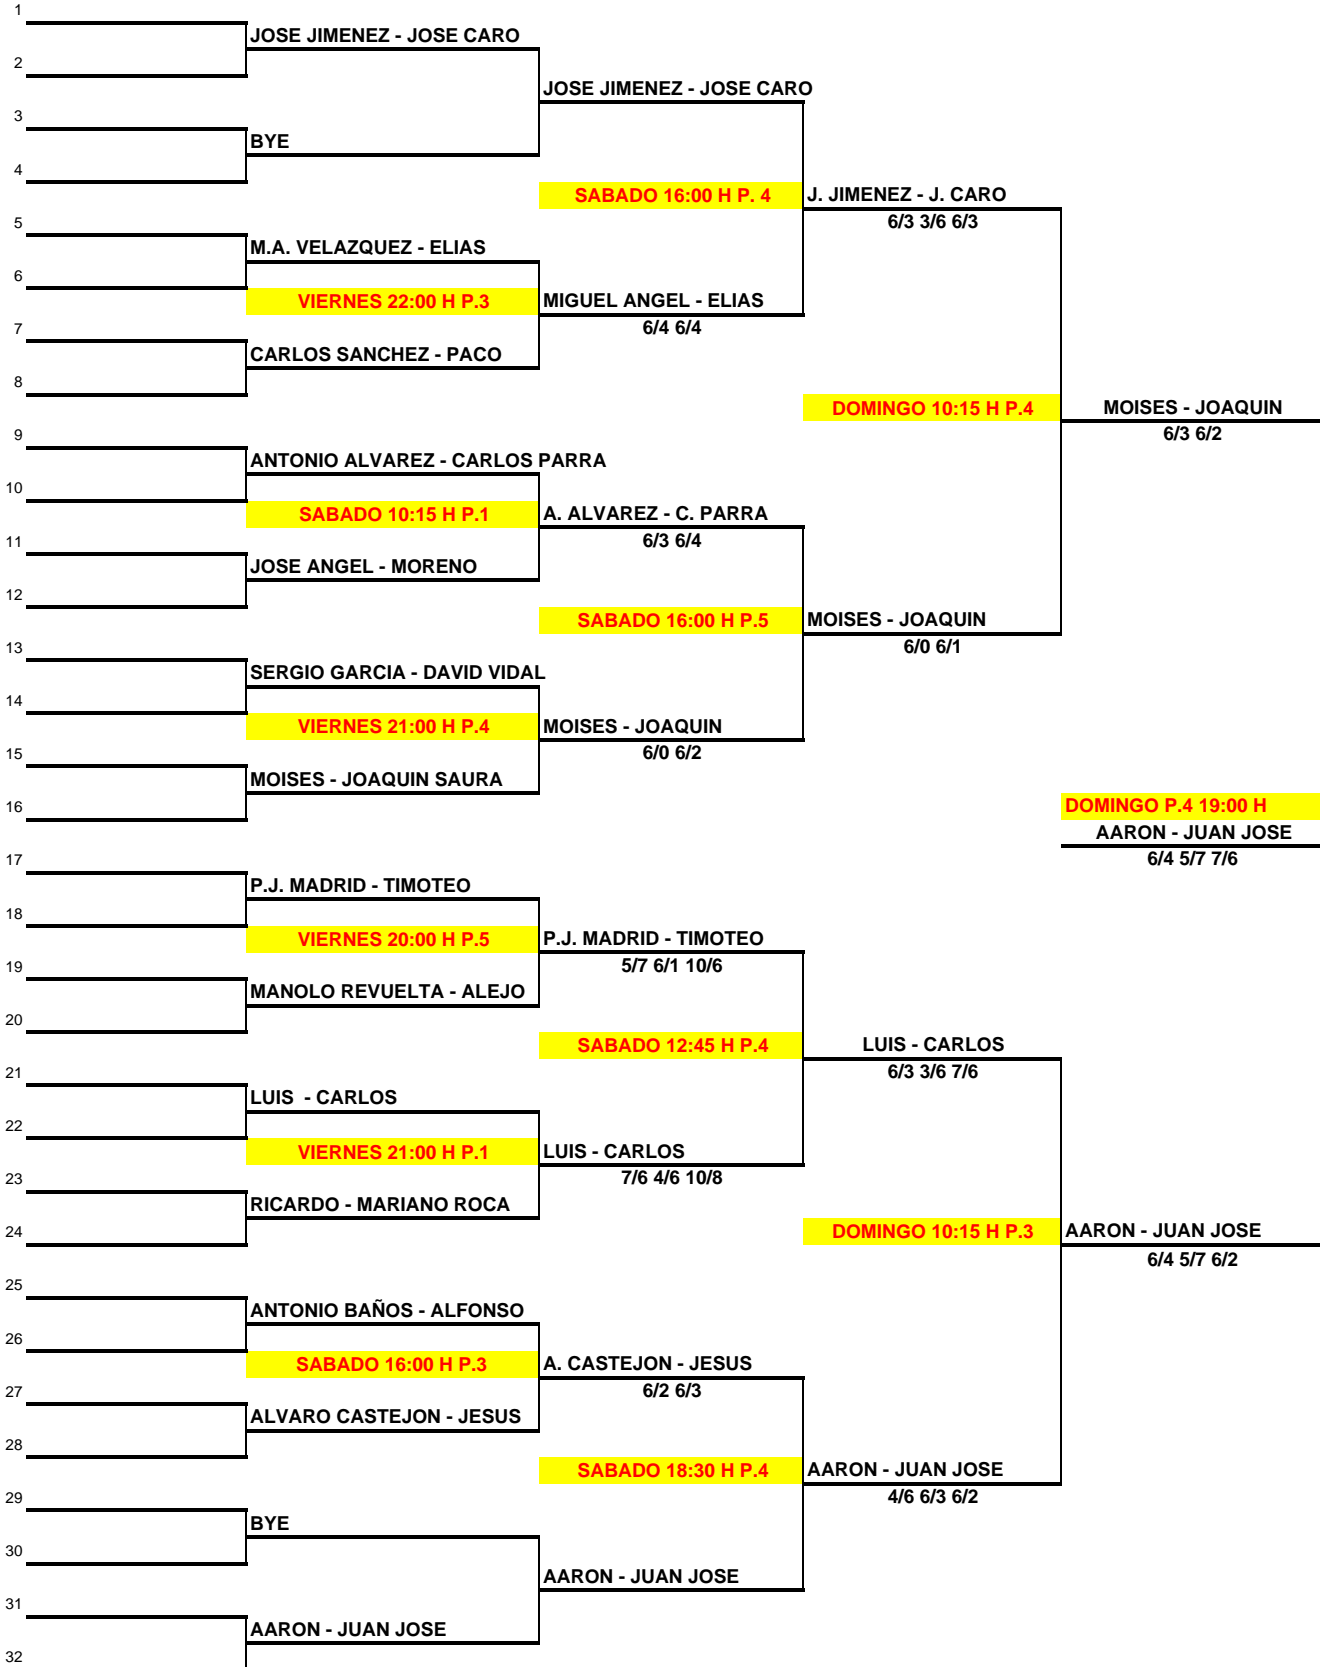 1
JOSE JIMENEZ - JOSE CARO
2
JOSE JIMENEZ - JOSE CARO
3
BYE
4
SABADO 16:00 H P. 4
J. JIMENEZ - J. CARO
5
6/3 3/6 6/3
M.A. VELAZQUEZ - ELIAS
6
VIERNES 22:00 H P.3
MIGUEL ANGEL - ELIAS
7
6/4 6/4
CARLOS SANCHEZ - PACO
8
DOMINGO 10:15 H P.4
MOISES - JOAQUIN
9
6/3 6/2
ANTONIO ALVAREZ - CARLOS PARRA
10
SABADO 10:15 H P.1
A. ALVAREZ - C. PARRA
11
6/3 6/4
JOSE ANGEL - MORENO
12
SABADO 16:00 H P.5
MOISES - JOAQUIN
13
6/0 6/1
SERGIO GARCIA - DAVID VIDAL
14
VIERNES 21:00 H P.4
MOISES - JOAQUIN
15
6/0 6/2
MOISES - JOAQUIN SAURA
16
DOMINGO P.4 19:00 H
AARON - JUAN JOSE
17
6/4 5/7 7/6
P.J. MADRID - TIMOTEO
18
VIERNES 20:00 H P.5
P.J. MADRID - TIMOTEO
19
5/7 6/1 10/6
MANOLO REVUELTA - ALEJO
20
SABADO 12:45 H P.4
LUIS - CARLOS
21
6/3 3/6 7/6
LUIS  - CARLOS
22
VIERNES 21:00 H P.1
LUIS - CARLOS
23
7/6 4/6 10/8
RICARDO - MARIANO ROCA
24
DOMINGO 10:15 H P.3
AARON - JUAN JOSE
25
6/4 5/7 6/2
ANTONIO BAÑOS - ALFONSO
26
SABADO 16:00 H P.3
A. CASTEJON - JESUS
27
6/2 6/3
ALVARO CASTEJON - JESUS
28
SABADO 18:30 H P.4
AARON - JUAN JOSE
29
4/6 6/3 6/2
BYE
30
AARON - JUAN JOSE
31
AARON - JUAN JOSE
32